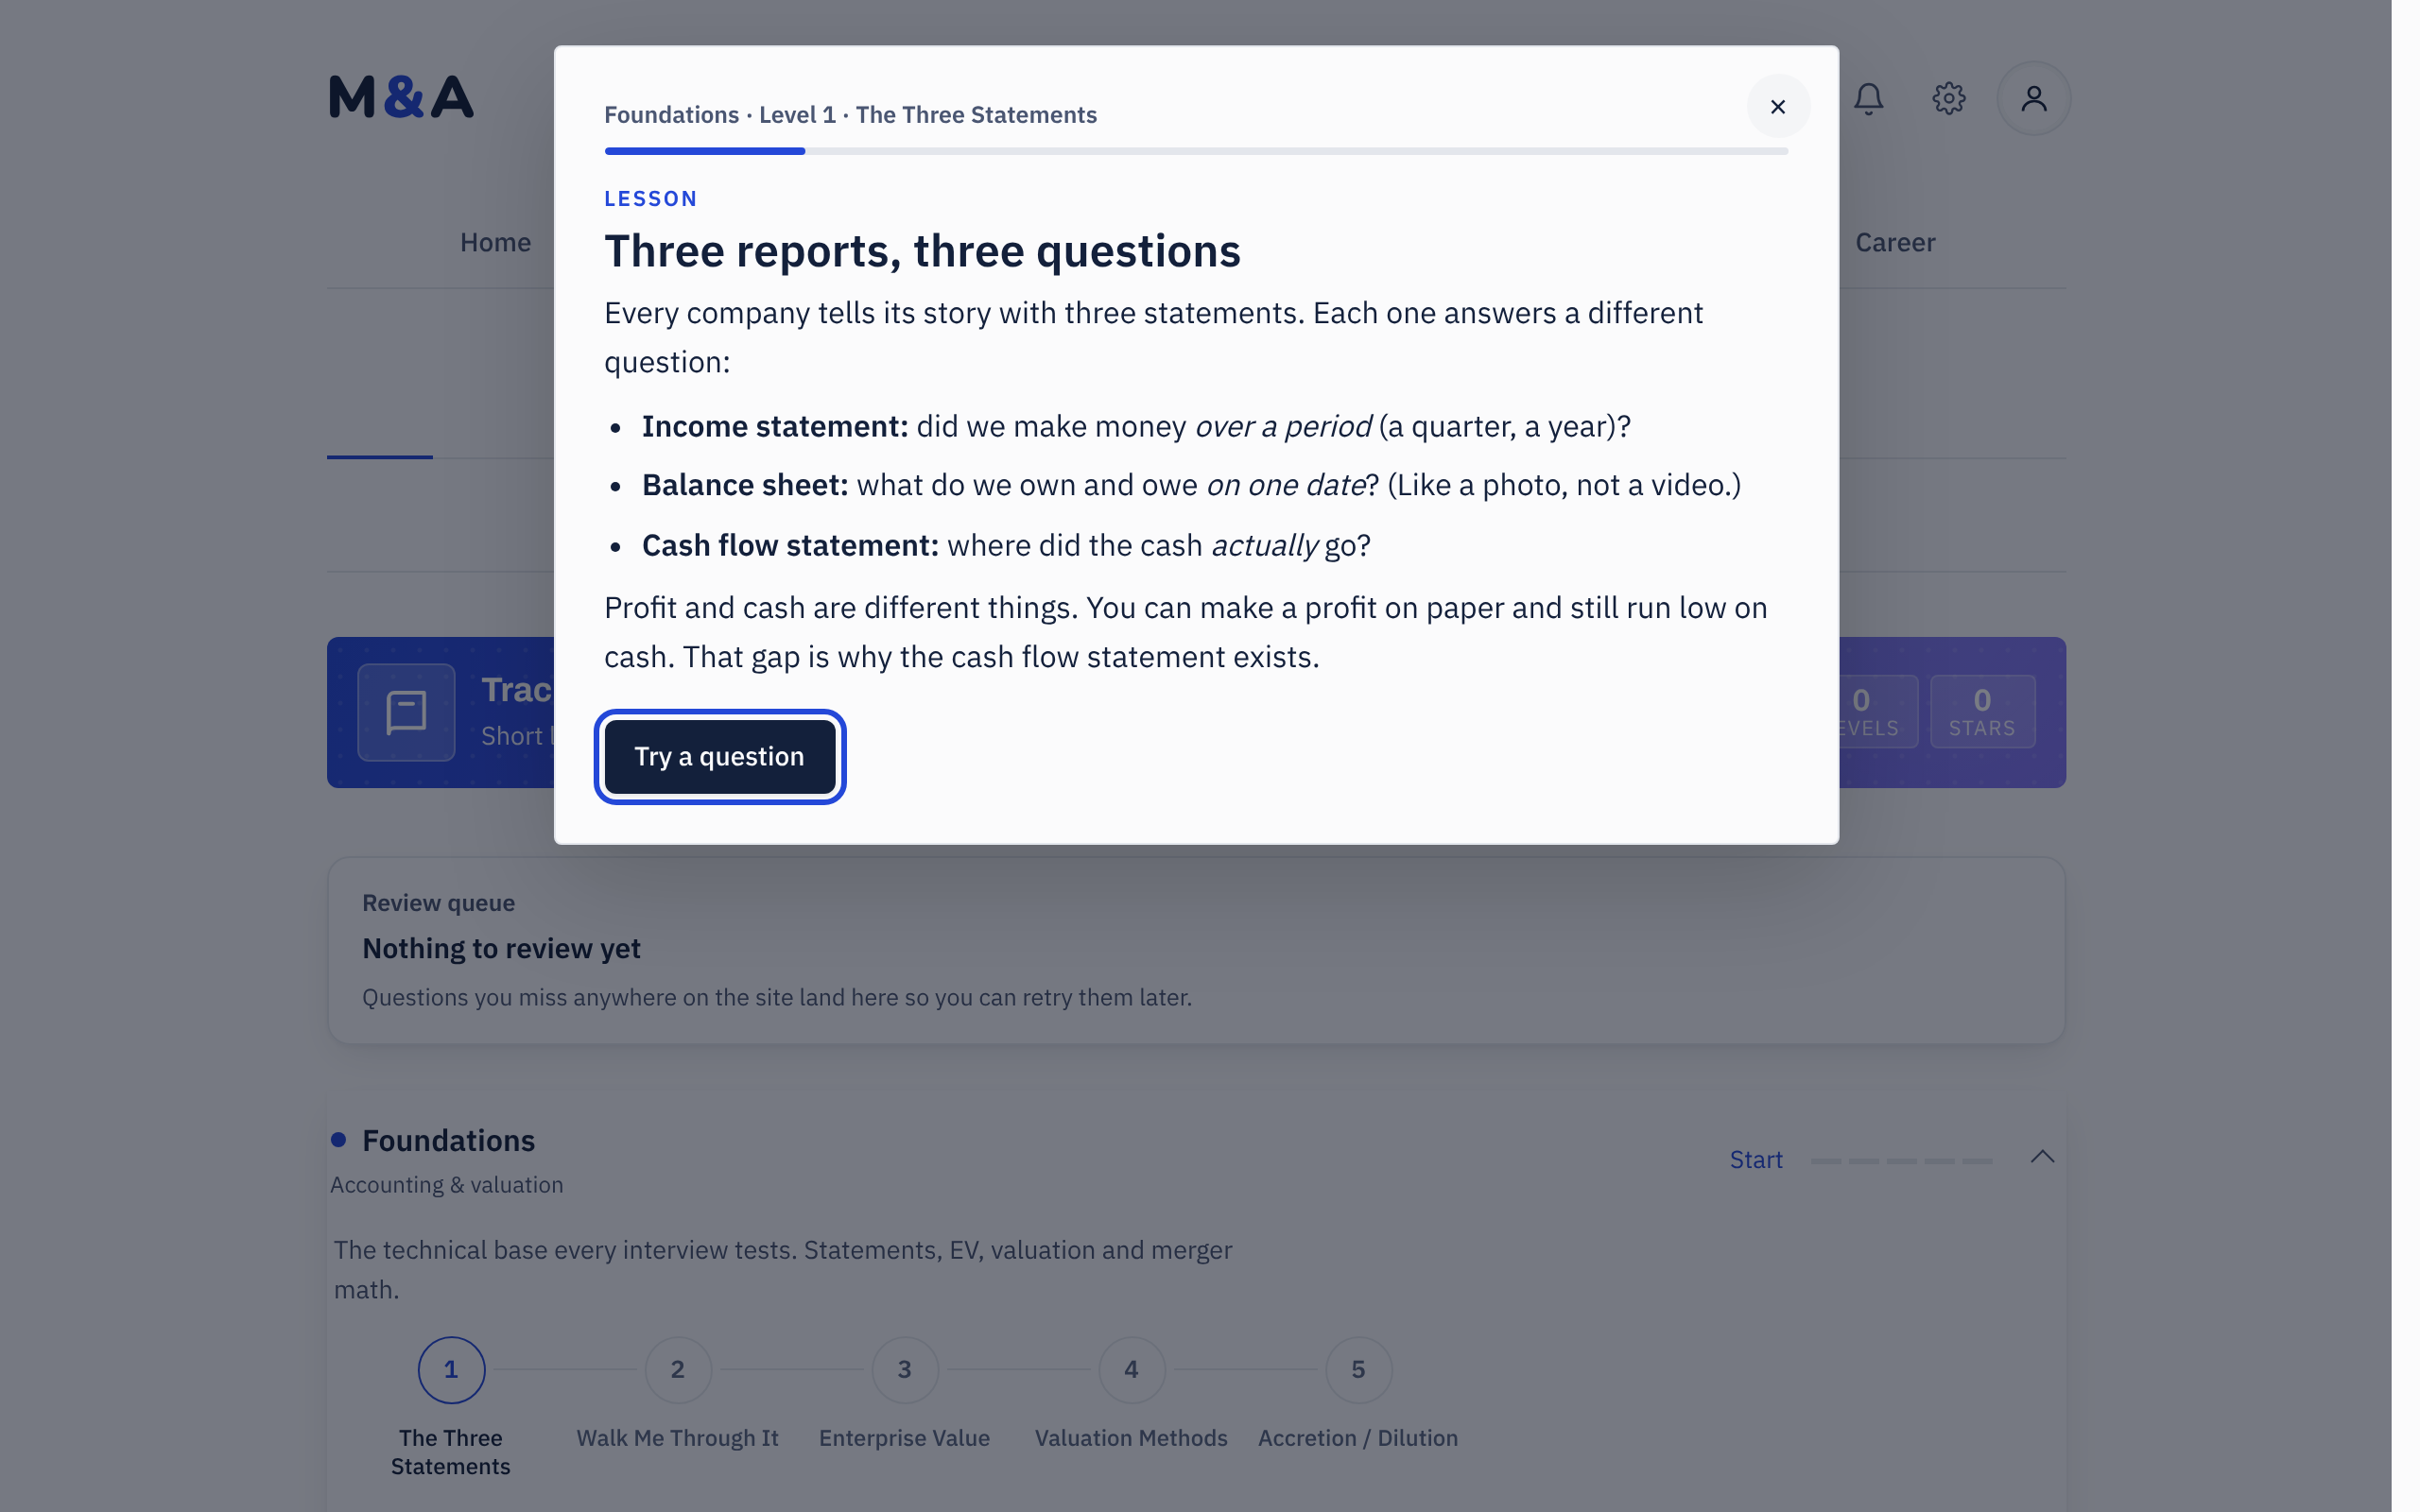 M&A
Foundations · Level 1 · The Three Statements
×
Home
Career
LESSON
Three reports, three questions
Every company tells its story with three statements. Each one answers a different
question:
• Income statement: did we make money over a period (a quarter, a year)?
• Balance sheet: what do we own and owe on one date? (Like a photo, not a video.)
• Cash flow statement: where did the cash actually go?
Profit and cash are different things. You can make a profit on paper and still run low on
cash. That gap is why the cash flow statement exists.
Try a question
Trac
Short l
0
EVELS
0
STARS
Review queue
Nothing to review yet
Questions you miss anywhere on the site land here so you can retry them later.
Foundations
Accounting & valuation
Start
The technical base every interview tests. Statements, EV, valuation and merger
math.
1
2
3
4
5
The Three
Statements
Walk Me Through It
Enterprise Value
Valuation Methods
Accretion / Dilution